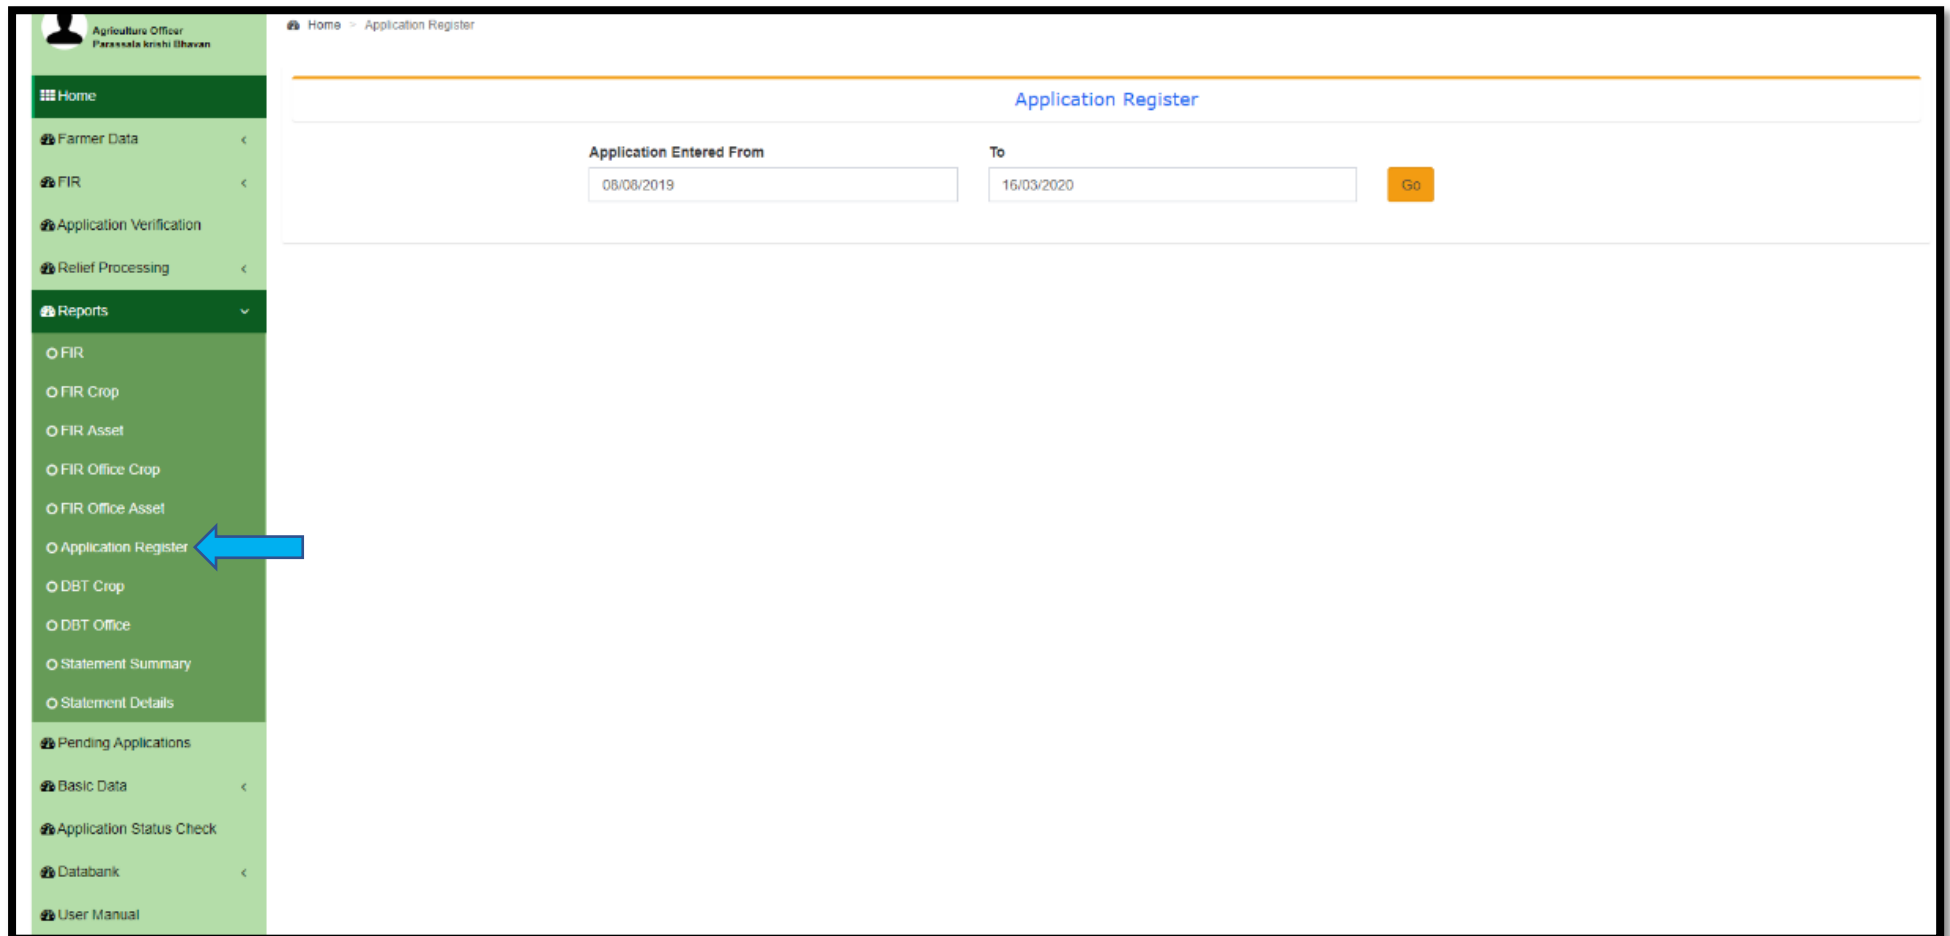 Agriculture Officer
Parassala krishi Bhavan
Home > Application Register
Home
Farmer Data
FIR
Application Verification
Relief Processing
Reports
FIR
FIR Crop
FIR Asset
FIR Office Crop
FIR Office Asset
Application Register
DBT Crop
DBT Office
Statement Summary
Statement Details
Pending Applications
Basic Data
Application Status Check
Databank
User Manual
Application Register
Application Entered From
To
08/08/2019
16/03/2020
Go